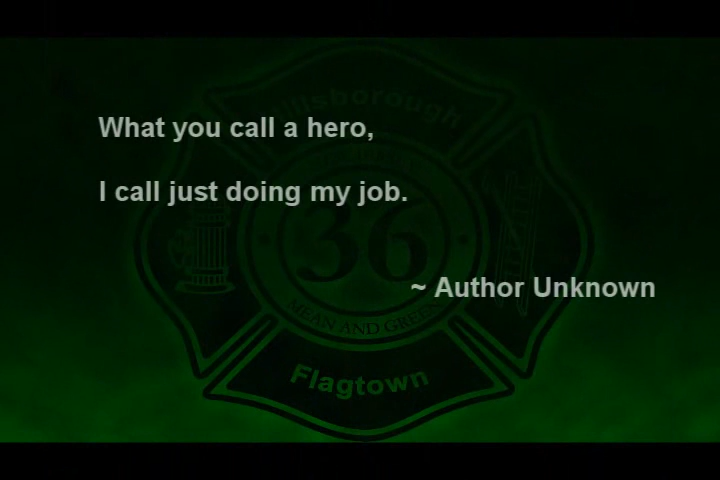 What you call a hero,
I call just doing my job.
~ Author Unknown
Hillsborough
36
MEAN AND GREEN
Flagtown